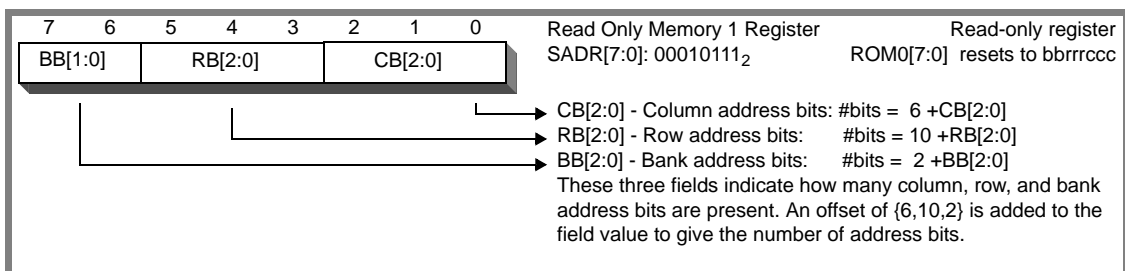 7 6 5 4 3 2 1 0
BB[1:0] RB[2:0] CB[2:0]
Read Only Memory 1 Register Read-only register
SADR[7:0]: 00010111₂ ROM0[7:0] resets to bbrrrccc
CB[2:0] - Column address bits: #bits = 6 +CB[2:0]
RB[2:0] - Row address bits: #bits = 10 +RB[2:0]
BB[2:0] - Bank address bits: #bits = 2 +BB[2:0]
These three fields indicate how many column, row, and bank
address bits are present. An offset of {6,10,2} is added to the
field value to give the number of address bits.